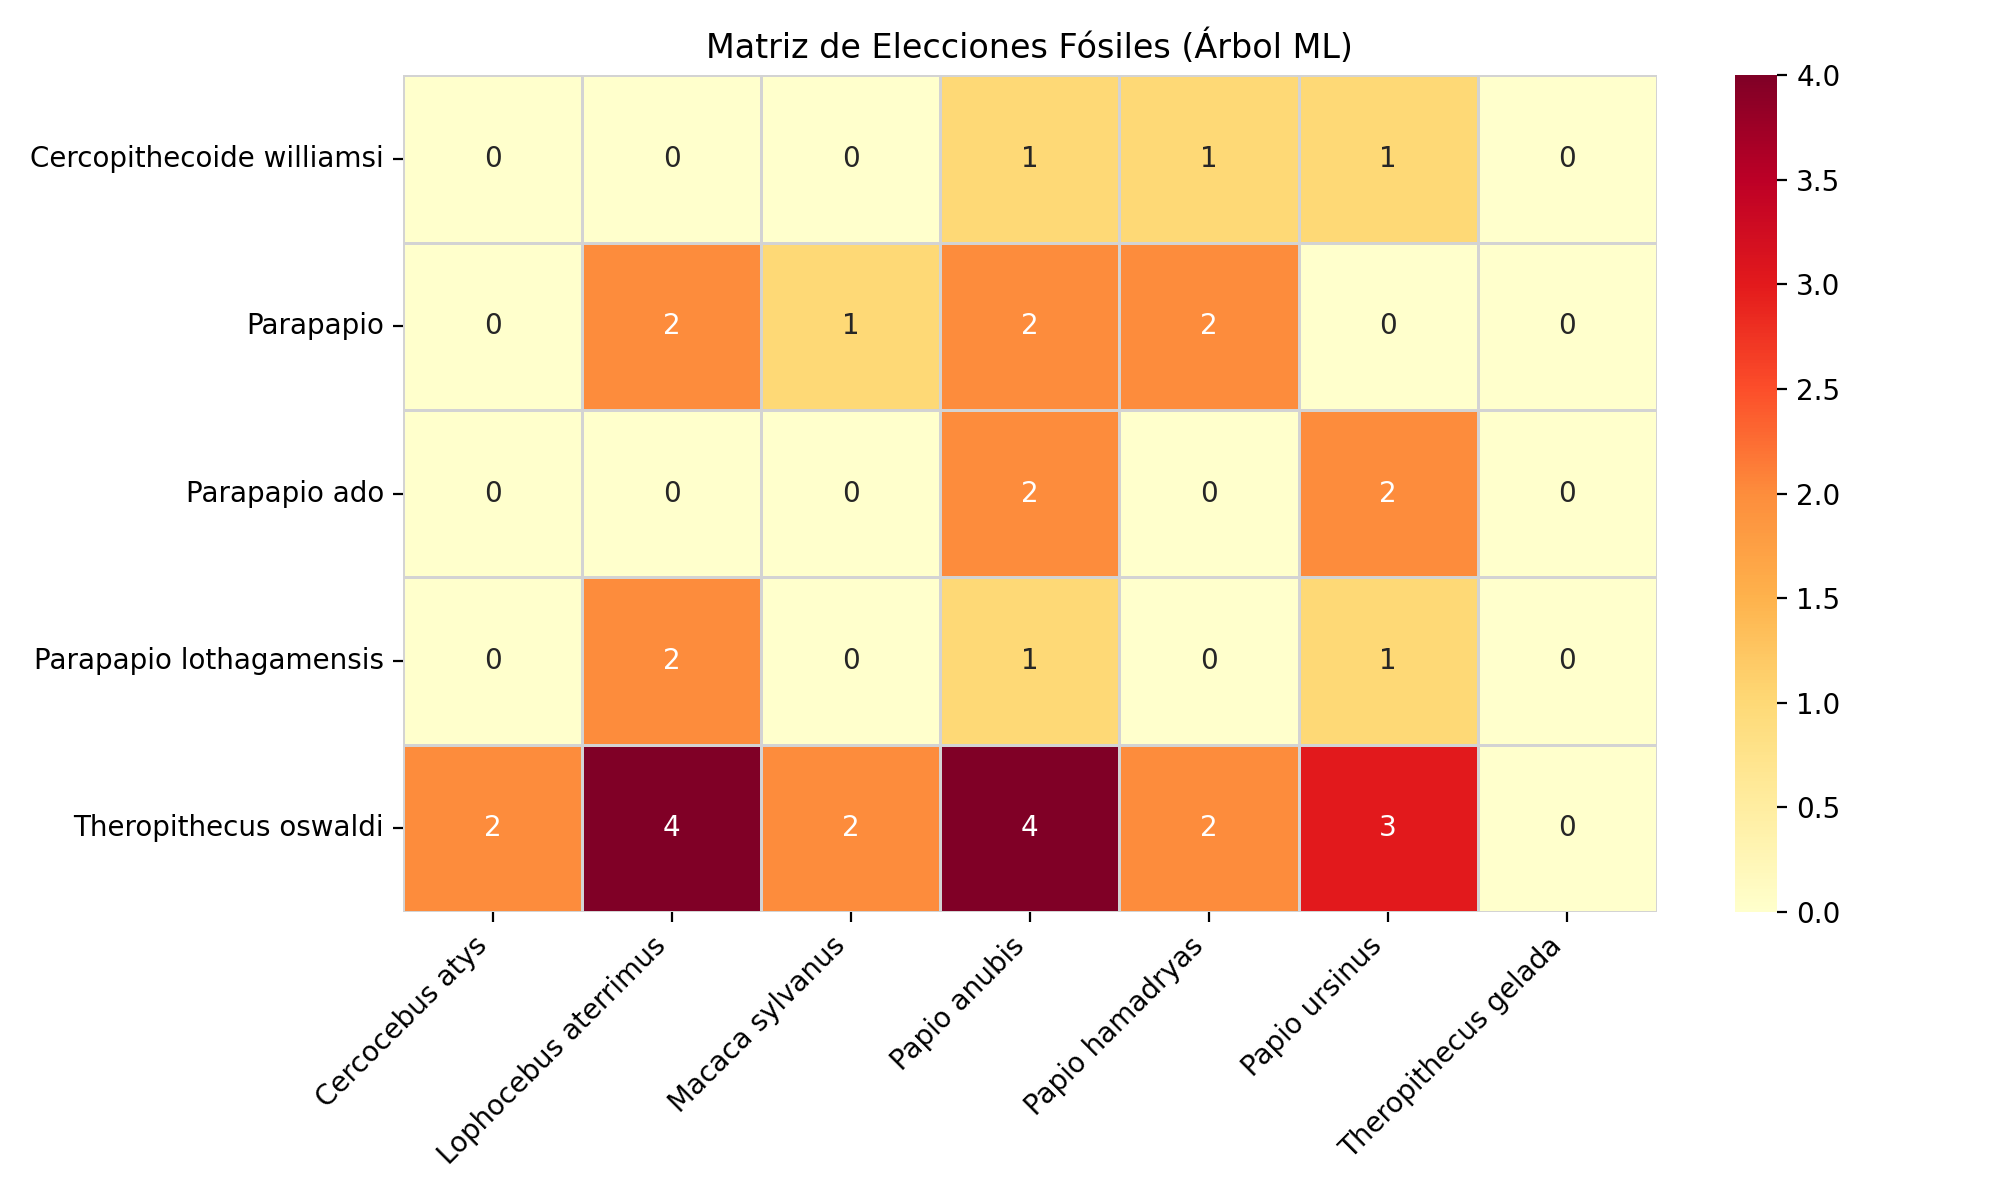 Matriz de Elecciones Fósiles (Árbol ML)
Cercopithecoide williamsi 0 0 0 1 1 1 0
Parapapio 0 2 1 2 2 0 0
Parapapio ado 0 0 0 2 0 2 0
Parapapio lothagamensis 0 2 0 1 0 1 0
Theropithecus oswaldi 2 4 2 4 2 3 0
Cercocebus atys
Lophocebus aterrimus
Macaca sylvanus
Papio anubis
Papio hamadryas
Papio ursinus
Theropithecus gelada
4.0
3.5
3.0
2.5
2.0
1.5
1.0
0.5
0.0